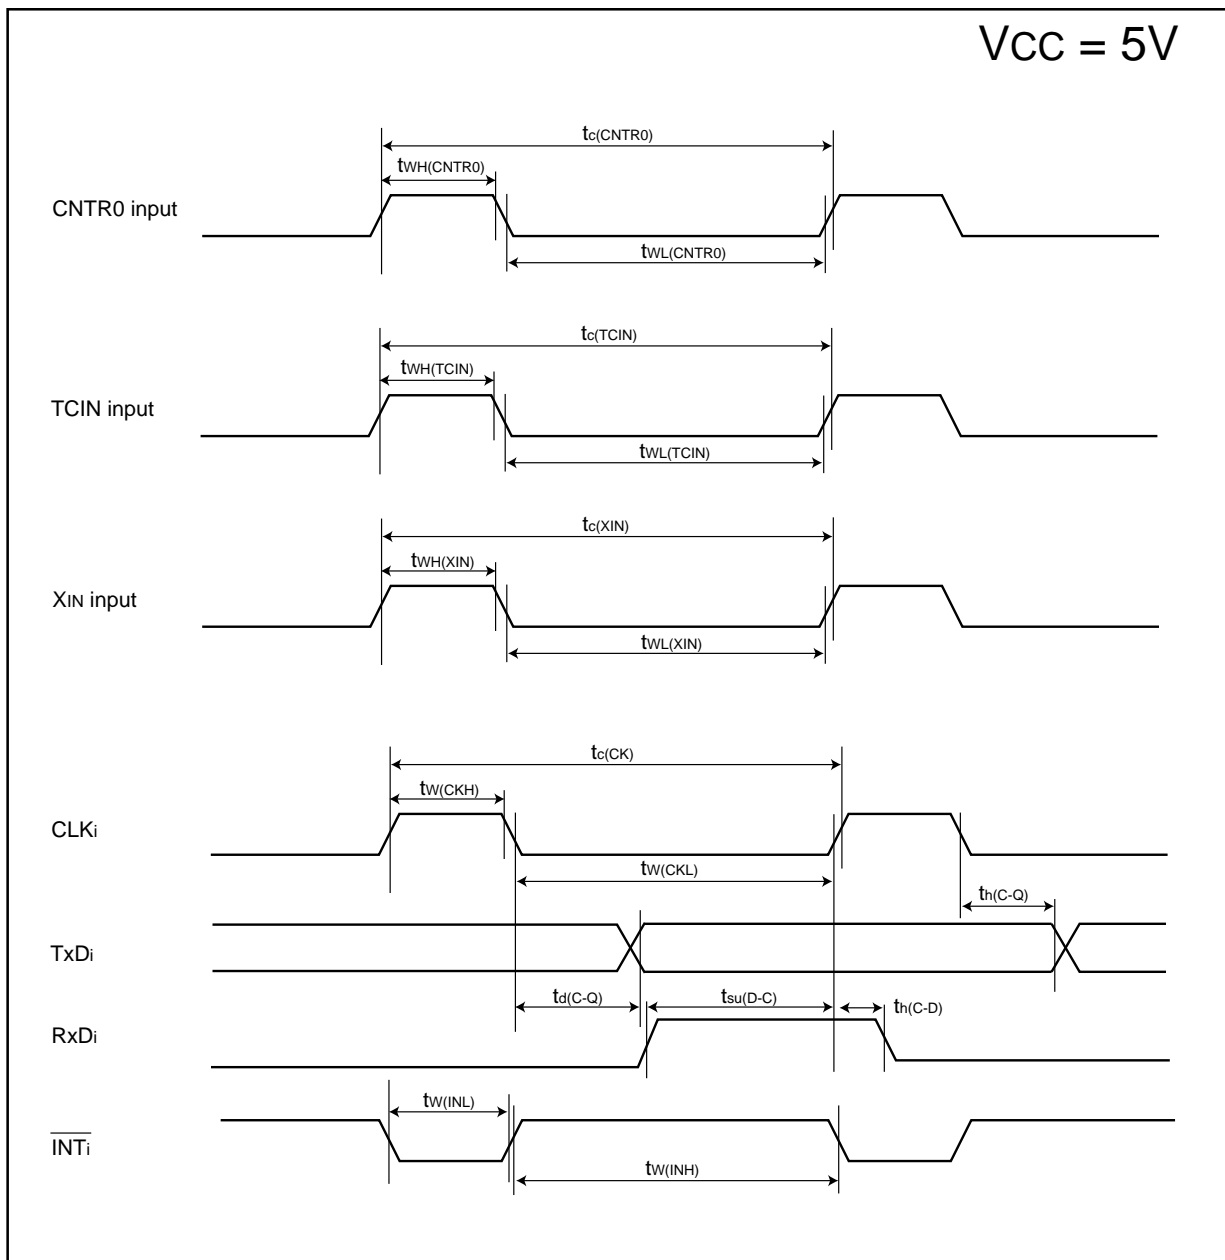 VCC = 5V
tc(CNTR0)
tWH(CNTR0)
CNTR0 input
tWL(CNTR0)
tc(TCIN)
tWH(TCIN)
TCIN input
tWL(TCIN)
tc(XIN)
tWH(XIN)
XIN input
tWL(XIN)
tc(CK)
tW(CKH)
CLKi
tW(CKL)
th(C-Q)
TxDi
td(C-Q)
tsu(D-C)
th(C-D)
RxDi
tW(INL)
INTi
tW(INH)